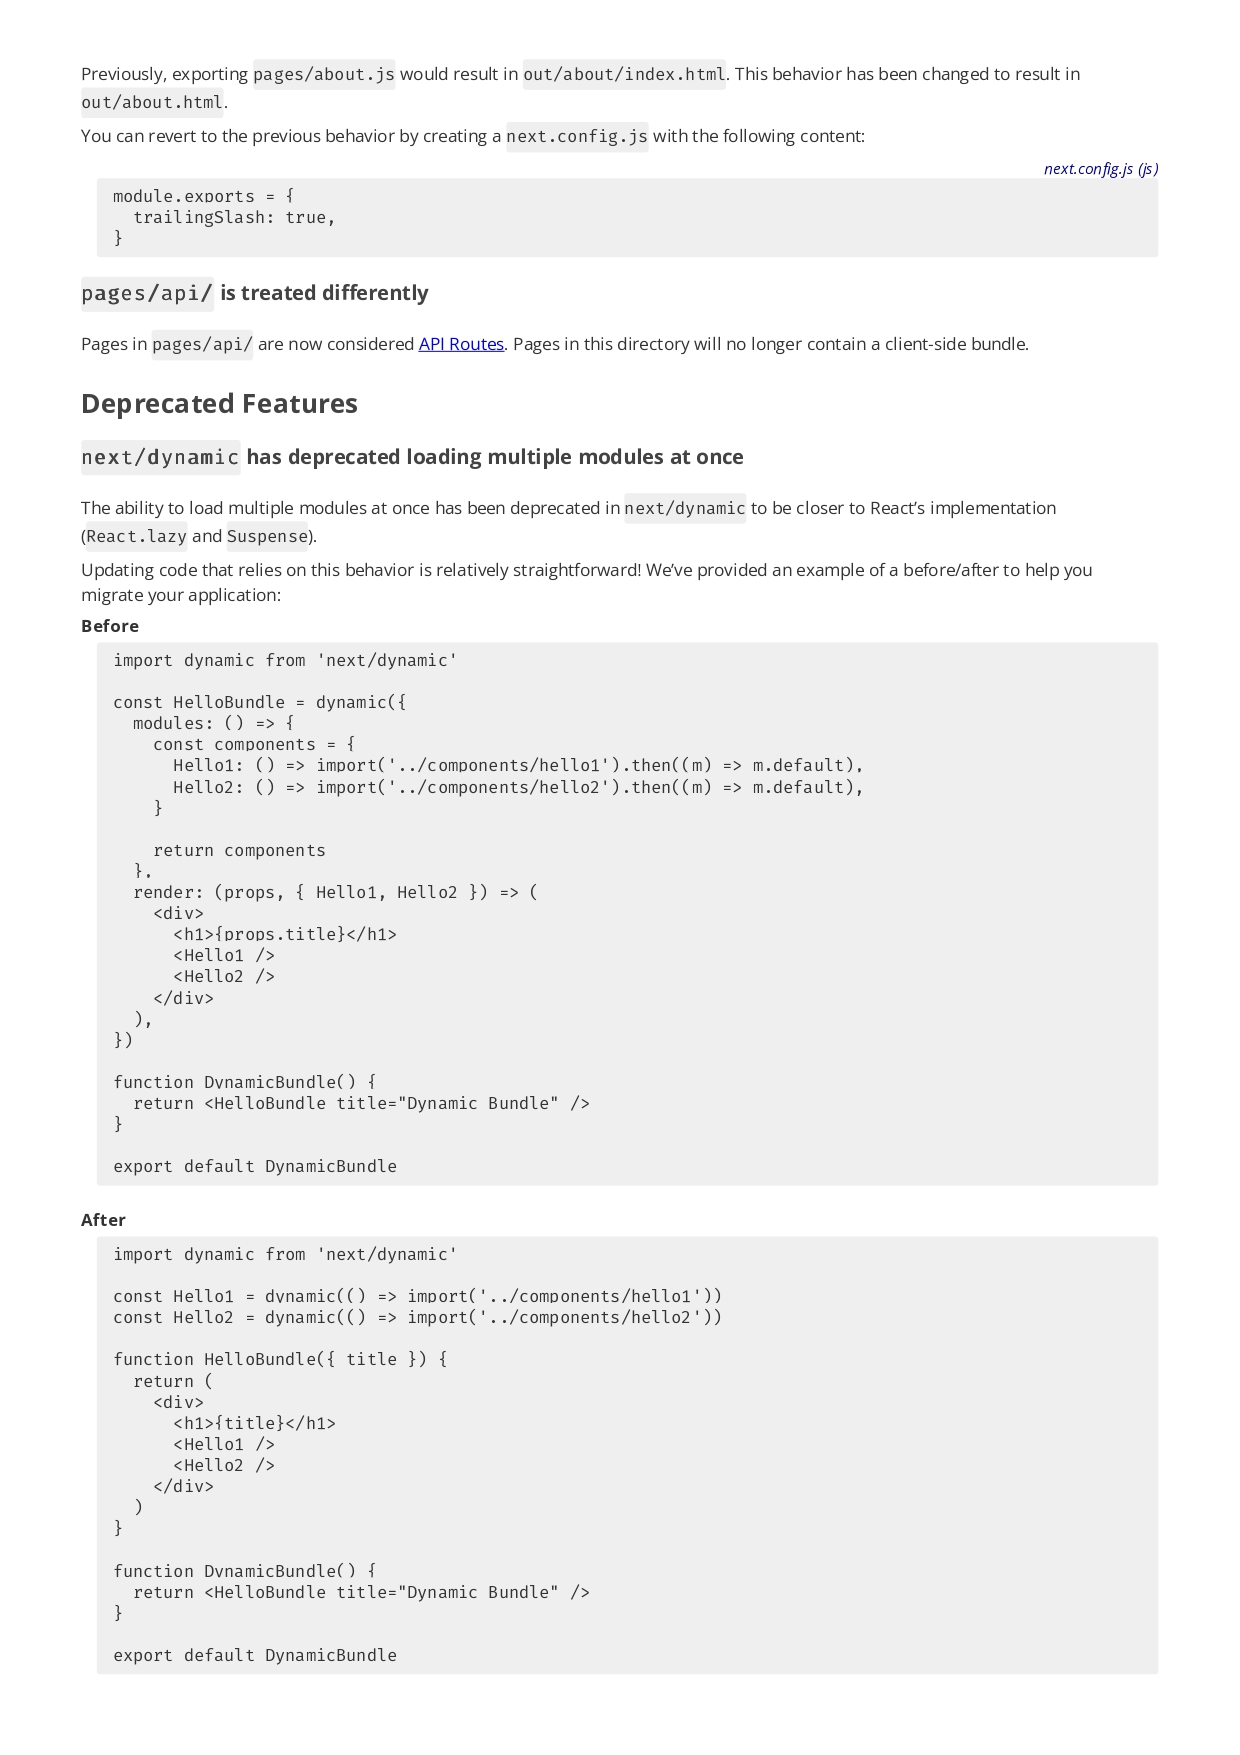 Previously, exporting pages/about.js would result in out/about/index.html. This behavior has been changed to result in
out/about.html.
You can revert to the previous behavior by creating a next.config.js with the following content:
next.config.js (js)
module.exports = {
  trailingSlash: true,
}
pages/api/ is treated differently
Pages in pages/api/ are now considered API Routes. Pages in this directory will no longer contain a client-side bundle.
Deprecated Features
next/dynamic has deprecated loading multiple modules at once
The ability to load multiple modules at once has been deprecated in next/dynamic to be closer to React’s implementation
(React.lazy and Suspense).
Updating code that relies on this behavior is relatively straightforward! We’ve provided an example of a before/after to help you
migrate your application:
Before
import dynamic from 'next/dynamic'

const HelloBundle = dynamic({
  modules: () => {
    const components = {
      Hello1: () => import('../components/hello1').then((m) => m.default),
      Hello2: () => import('../components/hello2').then((m) => m.default),
    }

    return components
  },
  render: (props, { Hello1, Hello2 }) => (
    <div>
      <h1>{props.title}</h1>
      <Hello1 />
      <Hello2 />
    </div>
  ),
})

function DynamicBundle() {
  return <HelloBundle title="Dynamic Bundle" />
}

export default DynamicBundle
After
import dynamic from 'next/dynamic'

const Hello1 = dynamic(() => import('../components/hello1'))
const Hello2 = dynamic(() => import('../components/hello2'))

function HelloBundle({ title }) {
  return (
    <div>
      <h1>{title}</h1>
      <Hello1 />
      <Hello2 />
    </div>
  )
}

function DynamicBundle() {
  return <HelloBundle title="Dynamic Bundle" />
}

export default DynamicBundle